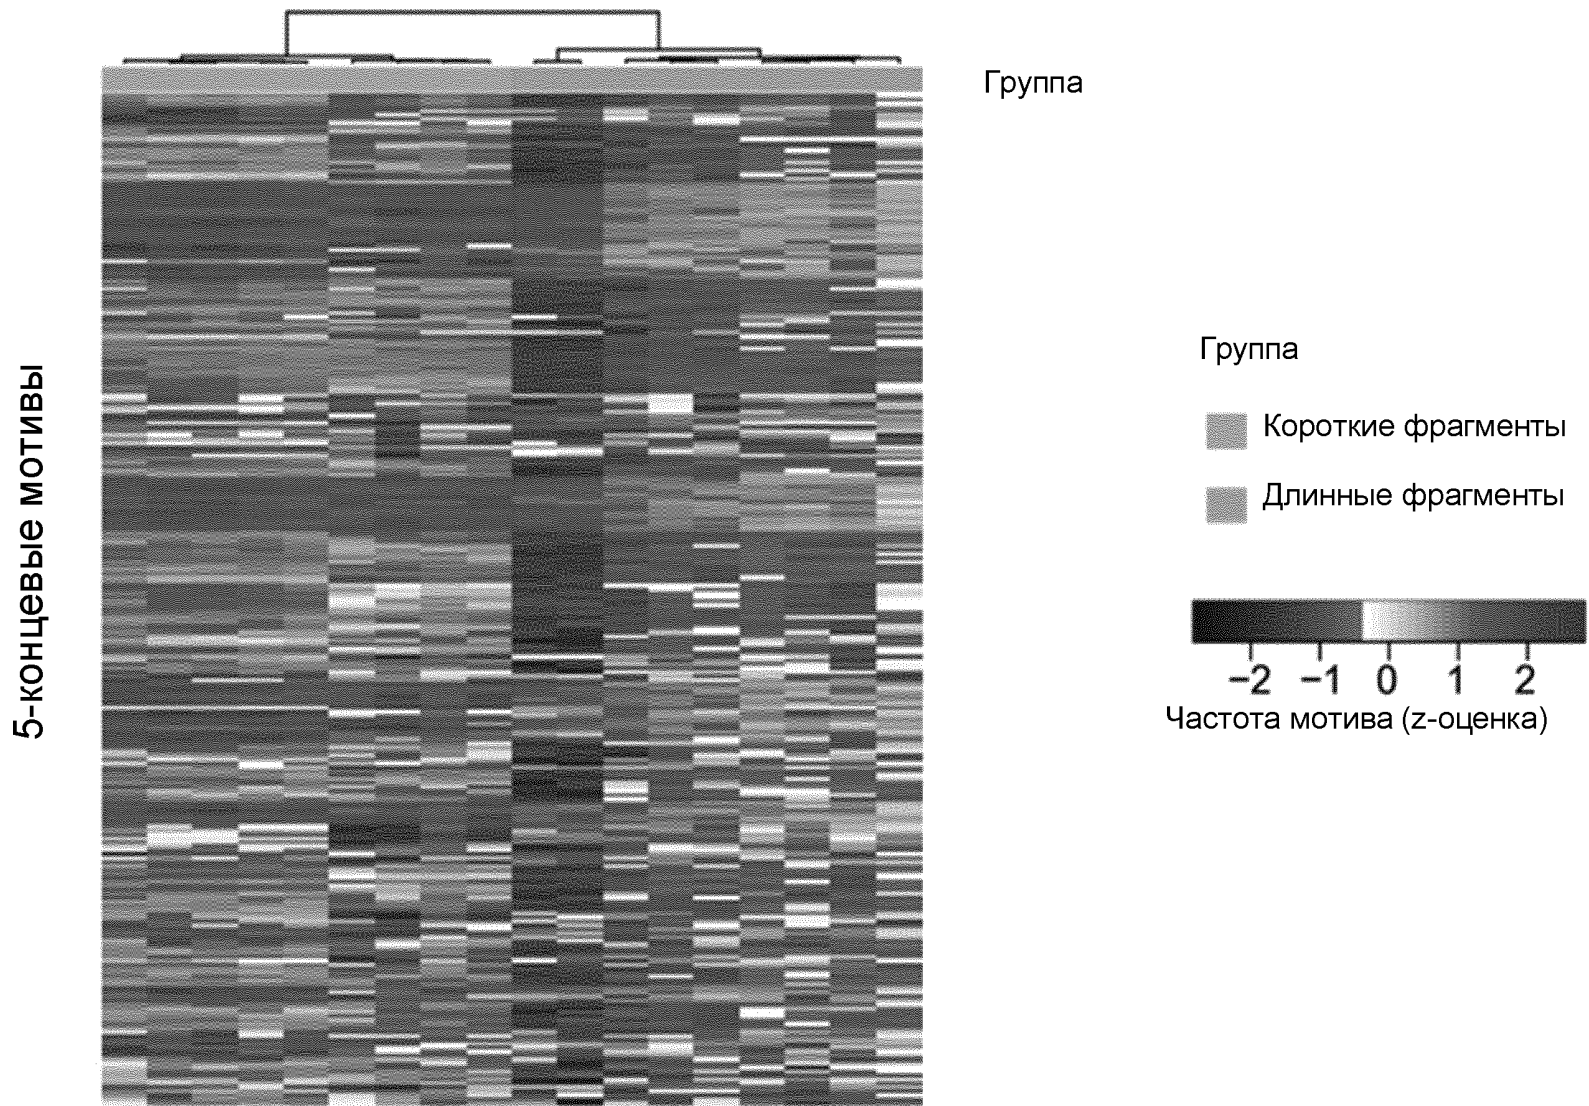 Группа
5-концевые мотивы
Группа
Короткие фрагменты
Длинные фрагменты
−2 −1 0 1 2
Частота мотива (z-оценка)